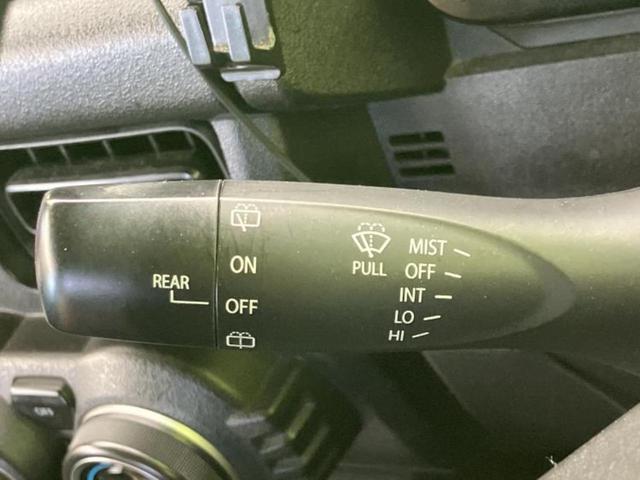 REAR
ON
OFF
PULL
MIST
OFF
INT
LO
HI